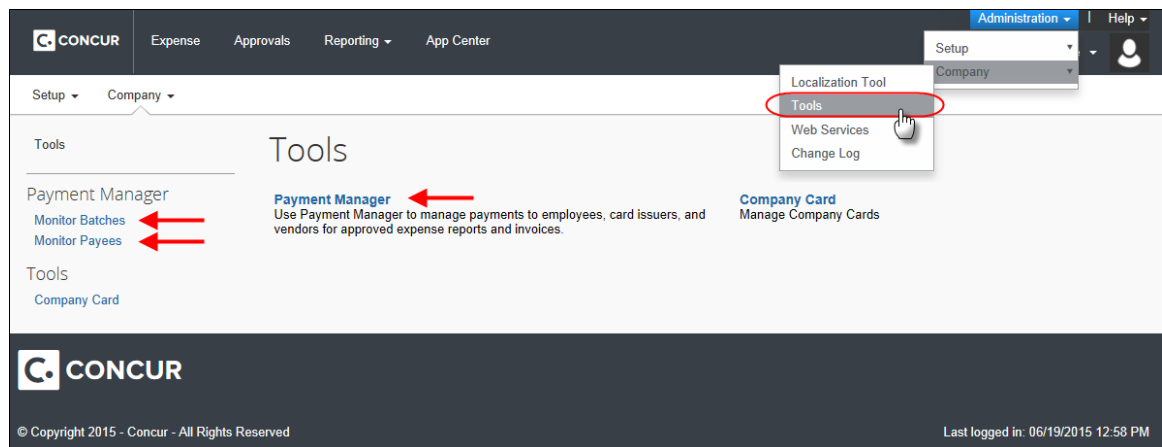 Administration
Help
C. CONCUR
Expense
Approvals
Reporting
App Center
Setup
Company
Localization Tool
Tools
Web Services
Change Log
Setup
Company
Tools
Payment Manager
Monitor Batches
Monitor Payees
Tools
Company Card
Tools
Payment Manager
Use Payment Manager to manage payments to employees, card issuers, and
vendors for approved expense reports and invoices.
Company Card
Manage Company Cards
C. CONCUR
© Copyright 2015 - Concur - All Rights Reserved
Last logged in: 06/19/2015 12:58 PM